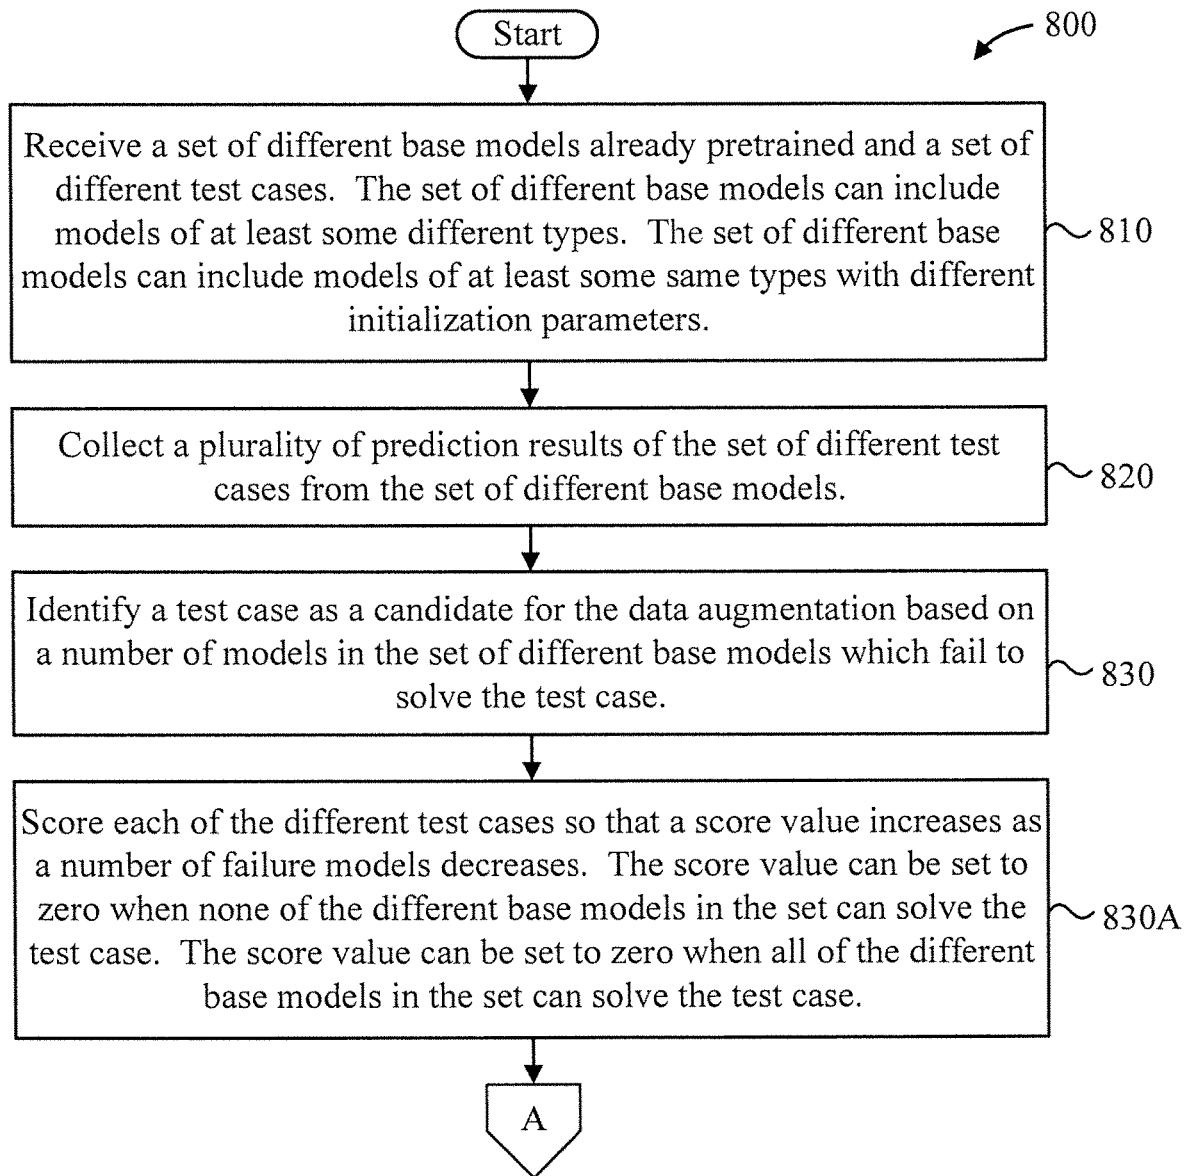 Start
800
Receive a set of different base models already pretrained and a set of
different test cases.  The set of different base models can include
models of at least some different types.  The set of different base
models can include models of at least some same types with different
initialization parameters.
810
Collect a plurality of prediction results of the set of different test
cases from the set of different base models.
820
Identify a test case as a candidate for the data augmentation based on
a number of models in the set of different base models which fail to
solve the test case.
830
Score each of the different test cases so that a score value increases as
a number of failure models decreases.  The score value can be set to
zero when none of the different base models in the set can solve the
test case.  The score value can be set to zero when all of the different
base models in the set can solve the test case.
830A
A